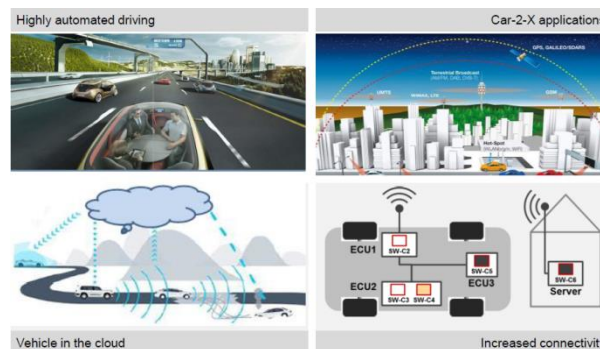 Highly automated driving
Car-2-X applications
GPS, GALILEO/SDARS
Terrestrial Broadcast
UMTS
GSM
Hot Spot
ECU1
SW-C2
SW-C5
ECU3
ECU2
SW-C3 SW-C4
SW-C6
Server
Vehicle in the cloud
Increased connectivit